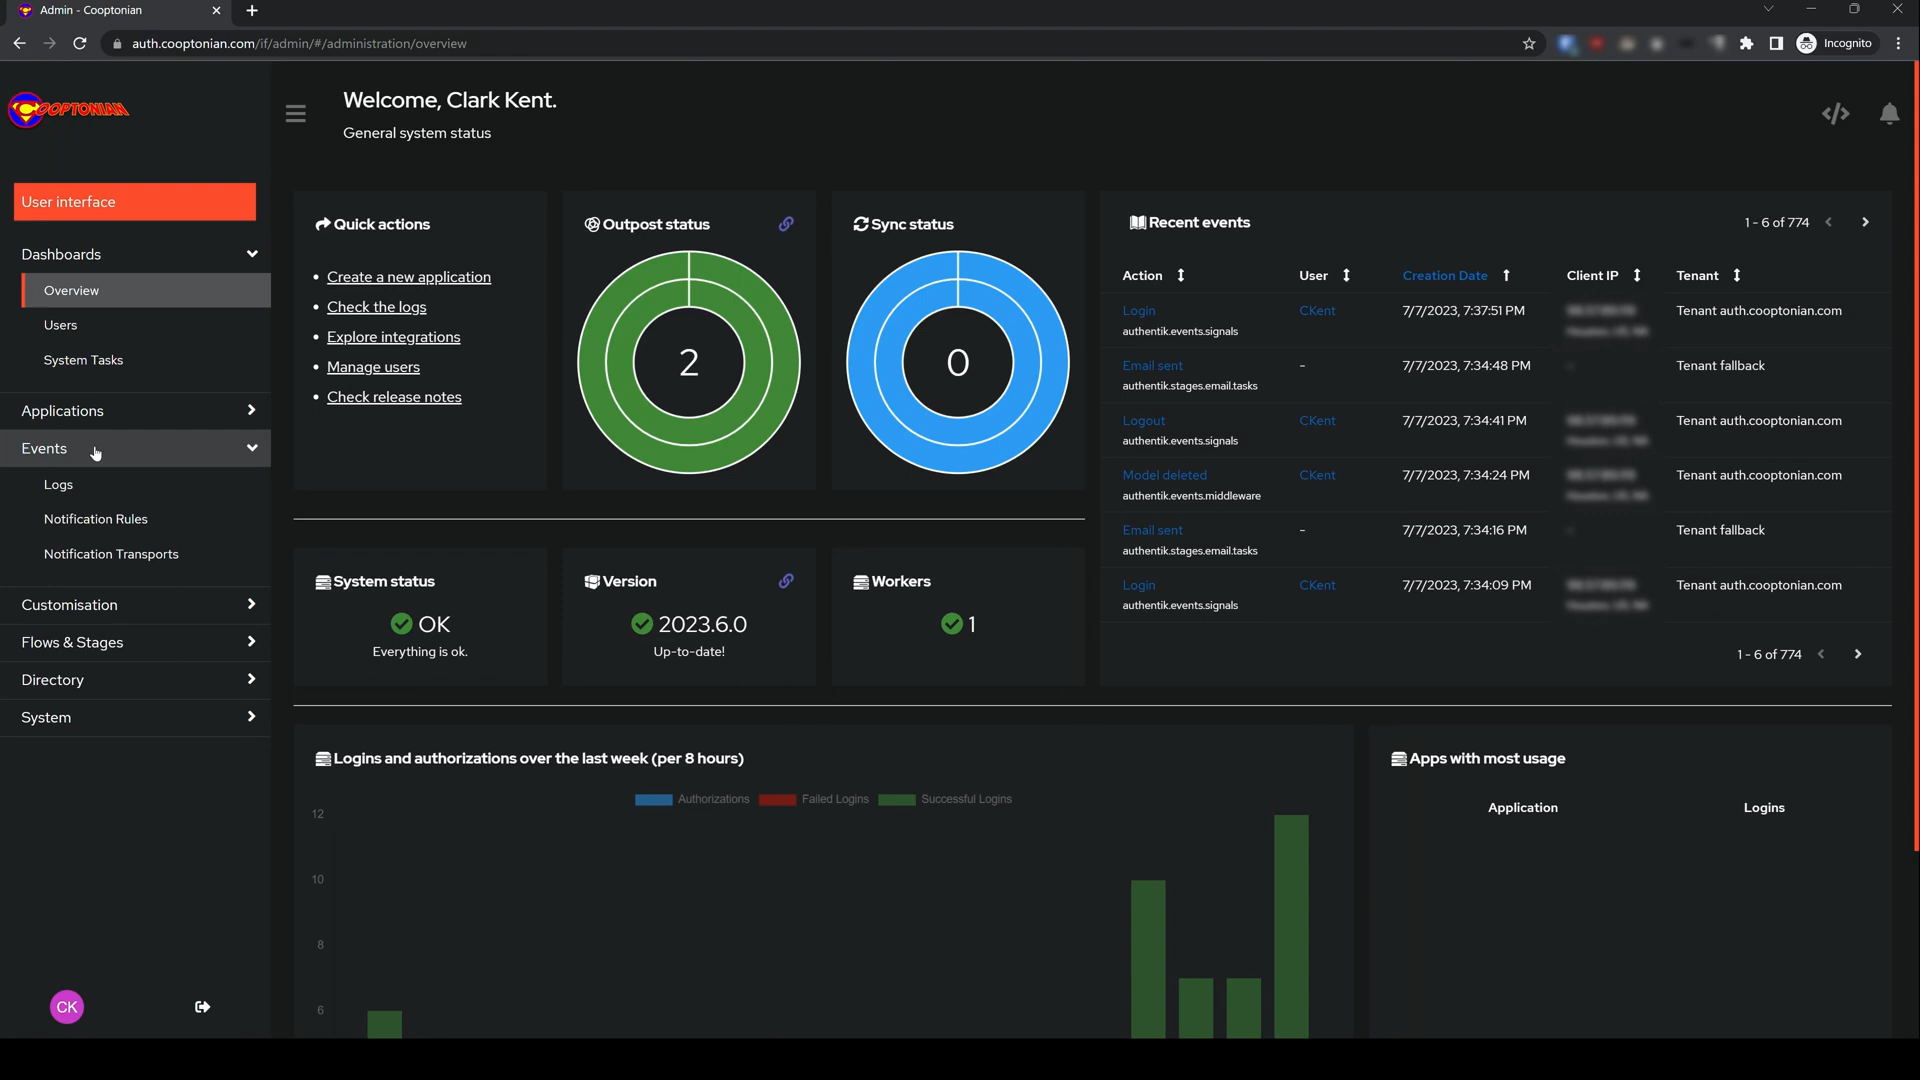 Admin - Cooptonian
auth.cooptonian.com/if/admin/#/administration/overview
Incognito
COOPTONIAN
Welcome, Clark Kent.
General system status
User interface
Dashboards
Overview
Users
System Tasks
Applications
Events
Logs
Notification Rules
Notification Transports
Customisation
Flows & Stages
Directory
System
CK
Quick actions
Create a new application
Check the logs
Explore integrations
Manage users
Check release notes
Outpost status
2
Sync status
0
Recent events
1 - 6 of 774
Action User Creation Date Client IP Tenant
Login CKent 7/7/2023, 7:37:51 PM Tenant auth.cooptonian.com
authentik.events.signals
Email sent - 7/7/2023, 7:34:48 PM - Tenant fallback
authentik.stages.email.tasks
Logout CKent 7/7/2023, 7:34:41 PM Tenant auth.cooptonian.com
authentik.events.signals
Model deleted CKent 7/7/2023, 7:34:24 PM Tenant auth.cooptonian.com
authentik.events.middleware
Email sent - 7/7/2023, 7:34:16 PM - Tenant fallback
authentik.stages.email.tasks
Login CKent 7/7/2023, 7:34:09 PM Tenant auth.cooptonian.com
authentik.events.signals
1 - 6 of 774
System status
OK
Everything is ok.
Version
2023.6.0
Up-to-date!
Workers
1
Logins and authorizations over the last week (per 8 hours)
Authorizations Failed Logins Successful Logins
12
10
8
6
Apps with most usage
Application Logins